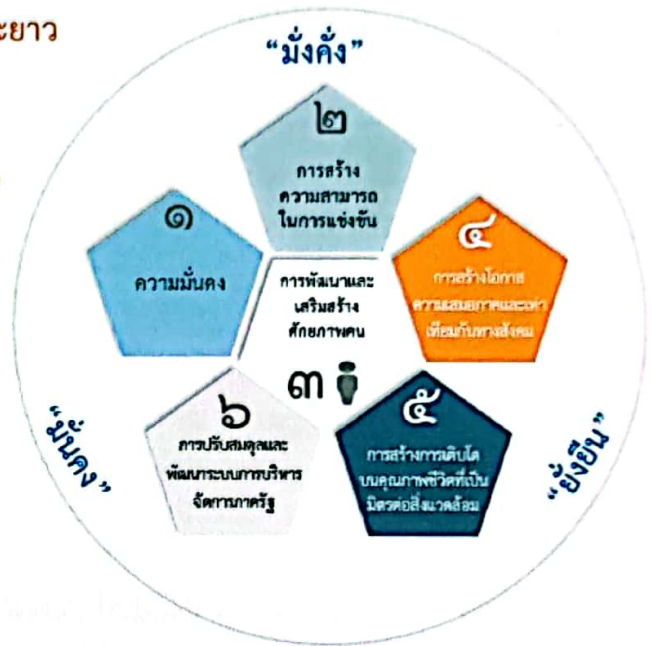 ะยาว
“มั่งคั่ง”
๒
การสร้าง
ความสามารถ
ในการแข่งขัน
๑
ความมั่นคง
๔
การสร้างโอกาส
ความเสมอภาคและเท่า
เทียมกันทางสังคม
การพัฒนาและ
เสริมสร้าง
ศักยภาพคน
๓
๖
การปรับสมดุลและ
พัฒนาระบบการบริหาร
จัดการภาครัฐ
๕
การสร้างการเติบโต
บนคุณภาพชีวิตที่เป็น
มิตรต่อสิ่งแวดล้อม
“มั่นคง”
“ยั่งยืน”